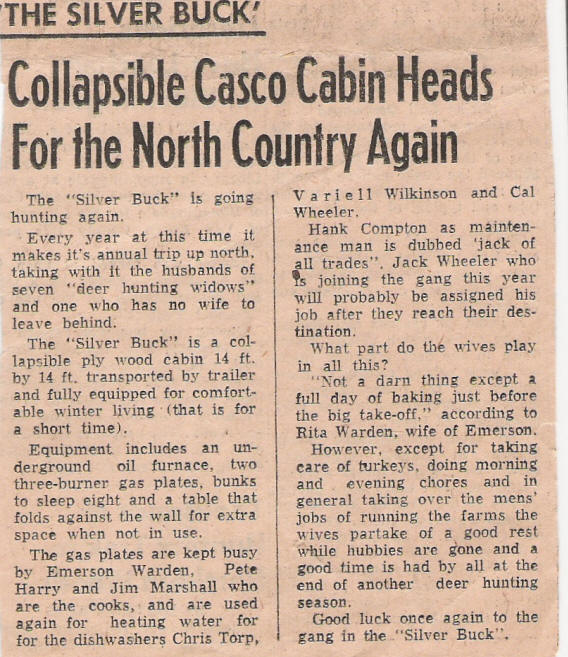 'THE SILVER BUCK'
Collapsible Casco Cabin Heads
For the North Country Again
The "Silver Buck" is going
hunting again.
Every year at this time it
makes it's annual trip up north,
taking with it the husbands of
seven "deer hunting widows"
and one who has no wife to
leave behind.
The "Silver Buck" is a col-
lapsible ply wood cabin 14 ft.
by 14 ft. transported by trailer
and fully equipped for comfort-
able winter living (that is for
a short time).
Equipment includes an un-
derground oil furnace, two
three-burner gas plates, bunks
to sleep eight and a table that
folds against the wall for extra
space when not in use.
The gas plates are kept busy
by Emerson Warden, Pete
Harry and Jim Marshall who
are the cooks, and are used
again for heating water for
for the dishwashers Chris Torp,
Variell Wilkinson and Cal
Wheeler.
Hank Compton as mainten-
ance man is dubbed 'jack of
all trades". Jack Wheeler who
is joining the gang this year
will probably be assigned his
job after they reach their des-
tination.
What part do the wives play
in all this?
"Not a darn thing except a
full day of baking just before
the big take-off," according to
Rita Warden, wife of Emerson.
However, except for taking
care of turkeys, doing morning
and evening chores and in
general taking over the mens'
jobs of running the farms the
wives partake of a good rest
while hubbies are gone and a
good time is had by all at the
end of another deer hunting
season.
Good luck once again to the
gang in the "Silver Buck".